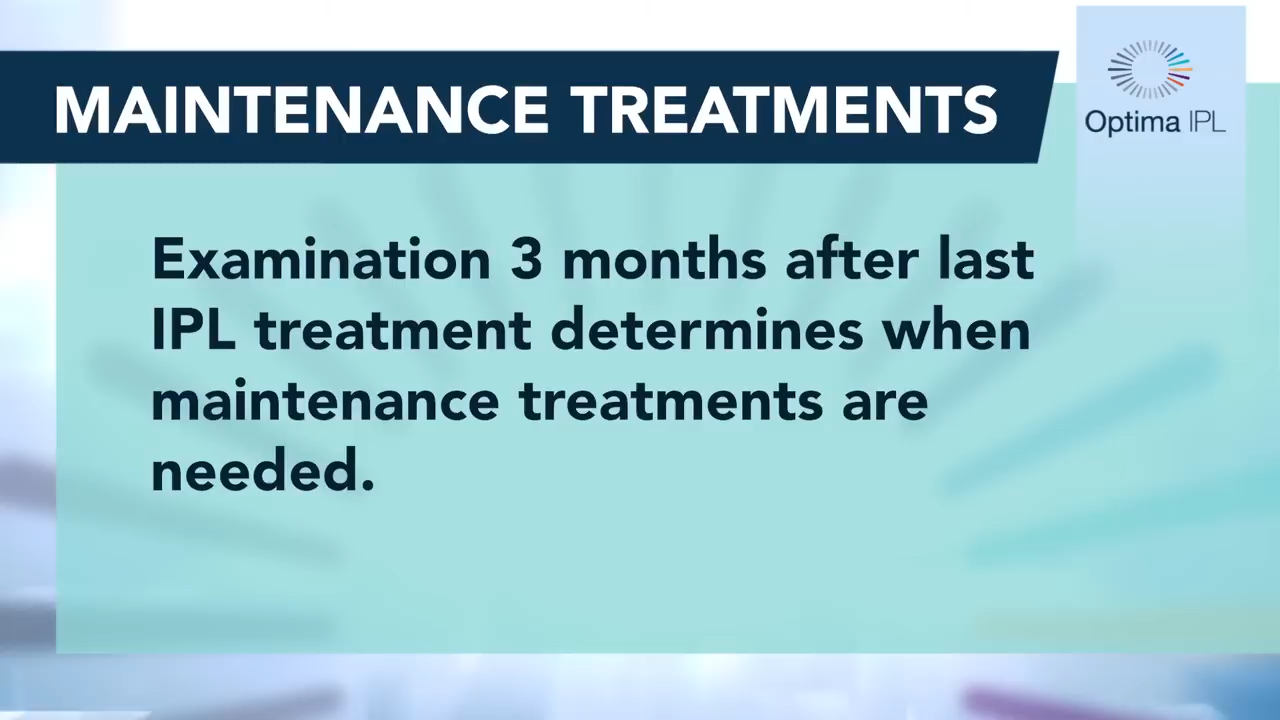 MAINTENANCE TREATMENTS
Optima IPL
Examination 3 months after last
IPL treatment determines when
maintenance treatments are
needed.